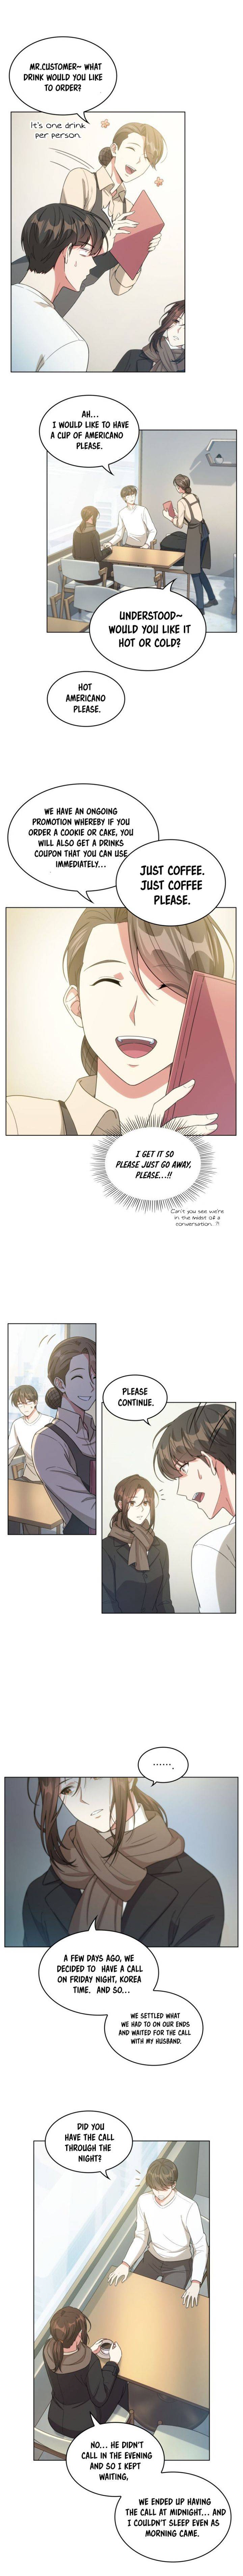 MR.CUSTOMER~ WHAT
DRINK WOULD YOU LIKE
TO ORDER?
It's one drink
per person.
AH...
I WOULD LIKE TO HAVE
A CUP OF AMERICANO
PLEASE.
UNDERSTOOD~
WOULD YOU LIKE IT
HOT OR COLD?
HOT
AMERICANO
PLEASE.
WE HAVE AN ONGOING
PROMOTION WHEREBY IF YOU
ORDER A COOKIE OR CAKE, YOU
WILL ALSO GET A DRINKS
COUPON THAT YOU CAN USE
IMMEDIATELY...
JUST COFFEE.
JUST COFFEE
PLEASE.
I GET IT SO
PLEASE JUST GO AWAY,
PLEASE...!!
Can't you see we're
in the midst of a
conversation..?!
PLEASE
CONTINUE.
.......
A FEW DAYS AGO, WE
DECIDED TO HAVE A CALL
ON FRIDAY NIGHT, KOREA
TIME. AND SO...
WE SETTLED WHAT
WE HAD TO ON OUR ENDS
AND WAITED FOR THE CALL
WITH MY HUSBAND.
DID YOU
HAVE THE CALL
THROUGH THE
NIGHT?
NO... HE DIDN'T
CALL IN THE EVENING
AND SO I KEPT
WAITING,
WE ENDED UP HAVING
THE CALL AT MIDNIGHT... AND
I COULDN'T SLEEP EVEN AS
MORNING CAME.